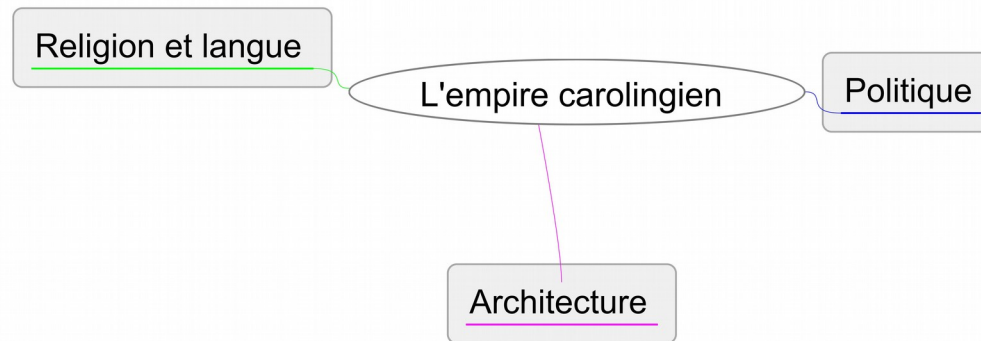 Religion et langue
L'empire carolingien
Politique
Architecture